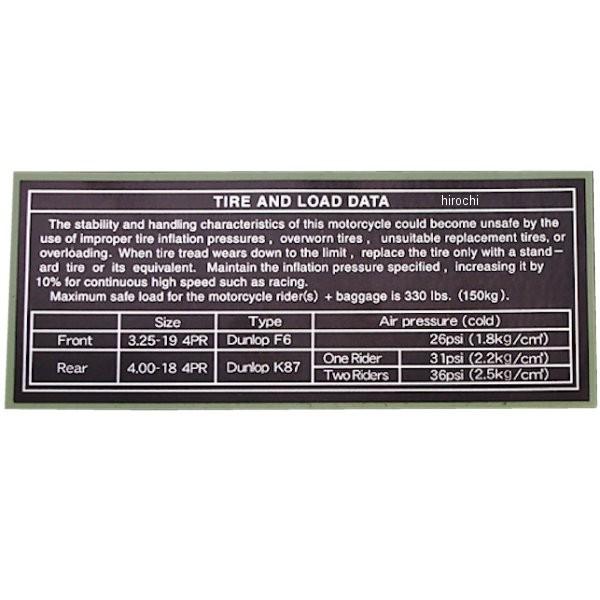 TIRE AND LOAD DATA hirochi
The stability and handling characteristics of this motorcycle could become unsafe by the
use of improper tire inflation pressures , overworn tires , unsuitable replacement tires, or
overloading. When tire tread wears down to the limit , replace the tire only with a stand-
ard tire or its equivalent. Maintain the inflation pressure specified , increasing it by
10% for continuous high speed such as racing.
Maximum safe load for the motorcycle rider(s) + baggage is 330 lbs. (150kg).
Size Type Air pressure (cold)
Front 3.25-19 4PR Dunlop F6 26psi (1.8kg/cm²)
Rear 4.00-18 4PR Dunlop K87 One Rider 31psi (2.2kg/cm²)
Two Riders 36psi (2.5kg/cm²)